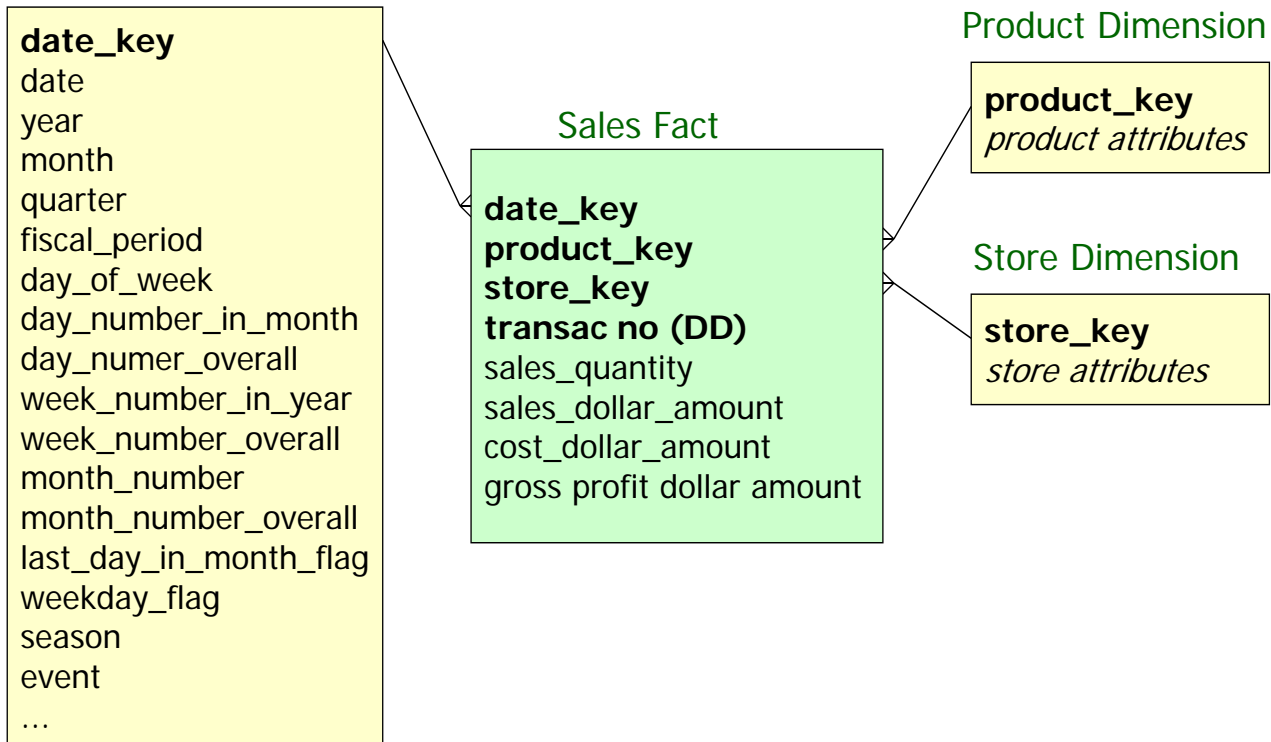 date_key
date
year
month
quarter
fiscal_period
day_of_week
day_number_in_month
day_numer_overall
week_number_in_year
week_number_overall
month_number
month_number_overall
last_day_in_month_flag
weekday_flag
season
event
…
Sales Fact
date_key
product_key
store_key
transac no (DD)
sales_quantity
sales_dollar_amount
cost_dollar_amount
gross profit dollar amount
Product Dimension
product_key
product attributes
Store Dimension
store_key
store attributes